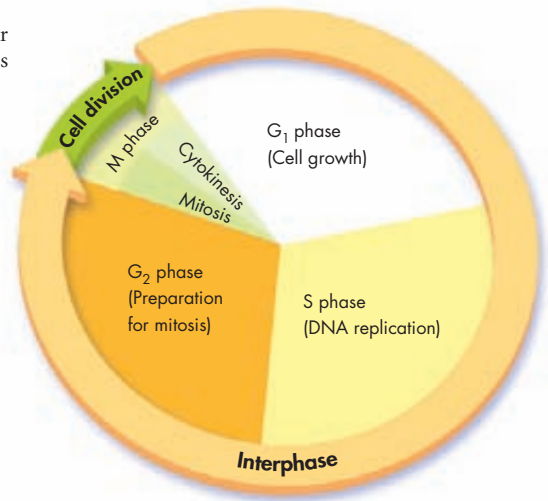 r
s
Cell division
M phase
Cytokinesis
Mitosis
G₁ phase
(Cell growth)
G₂ phase
(Preparation
for mitosis)
S phase
(DNA replication)
Interphase